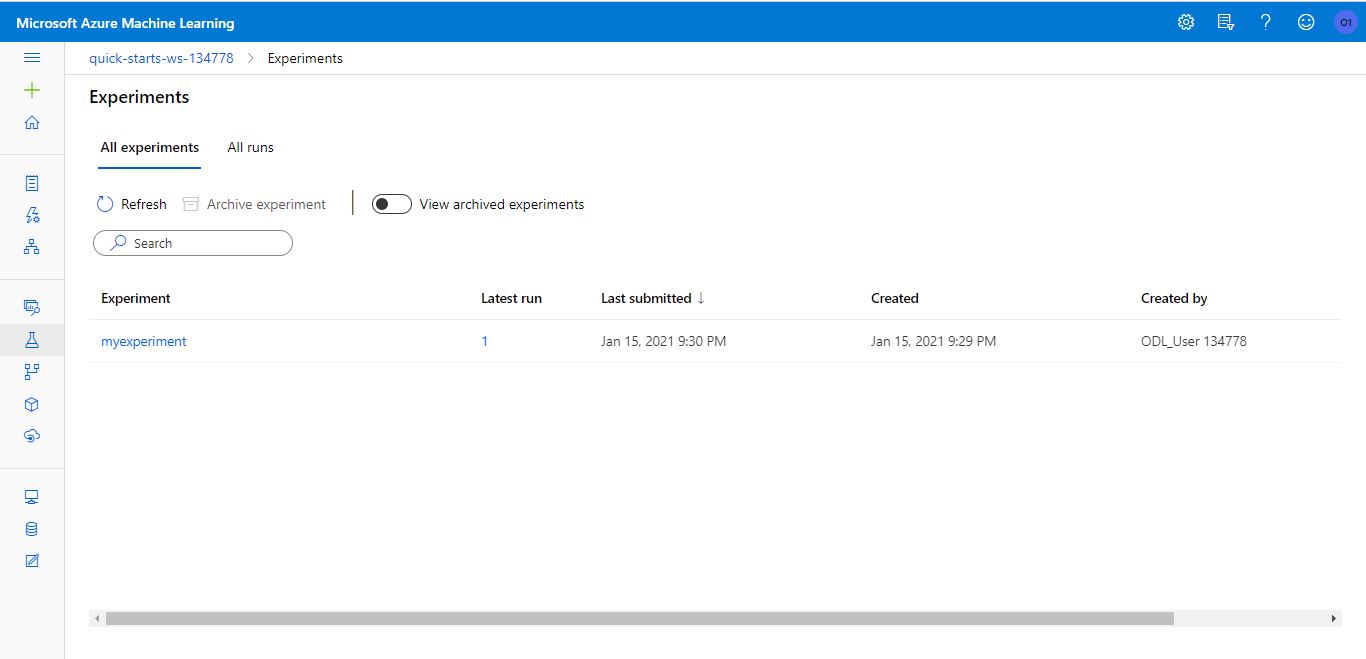 Microsoft Azure Machine Learning
O1
quick-starts-ws-134778 > Experiments
Experiments
All experiments All runs
Refresh Archive experiment View archived experiments
Search
Experiment Latest run Last submitted ↓ Created Created by
myexperiment 1 Jan 15, 2021 9:30 PM Jan 15, 2021 9:29 PM ODL_User 134778